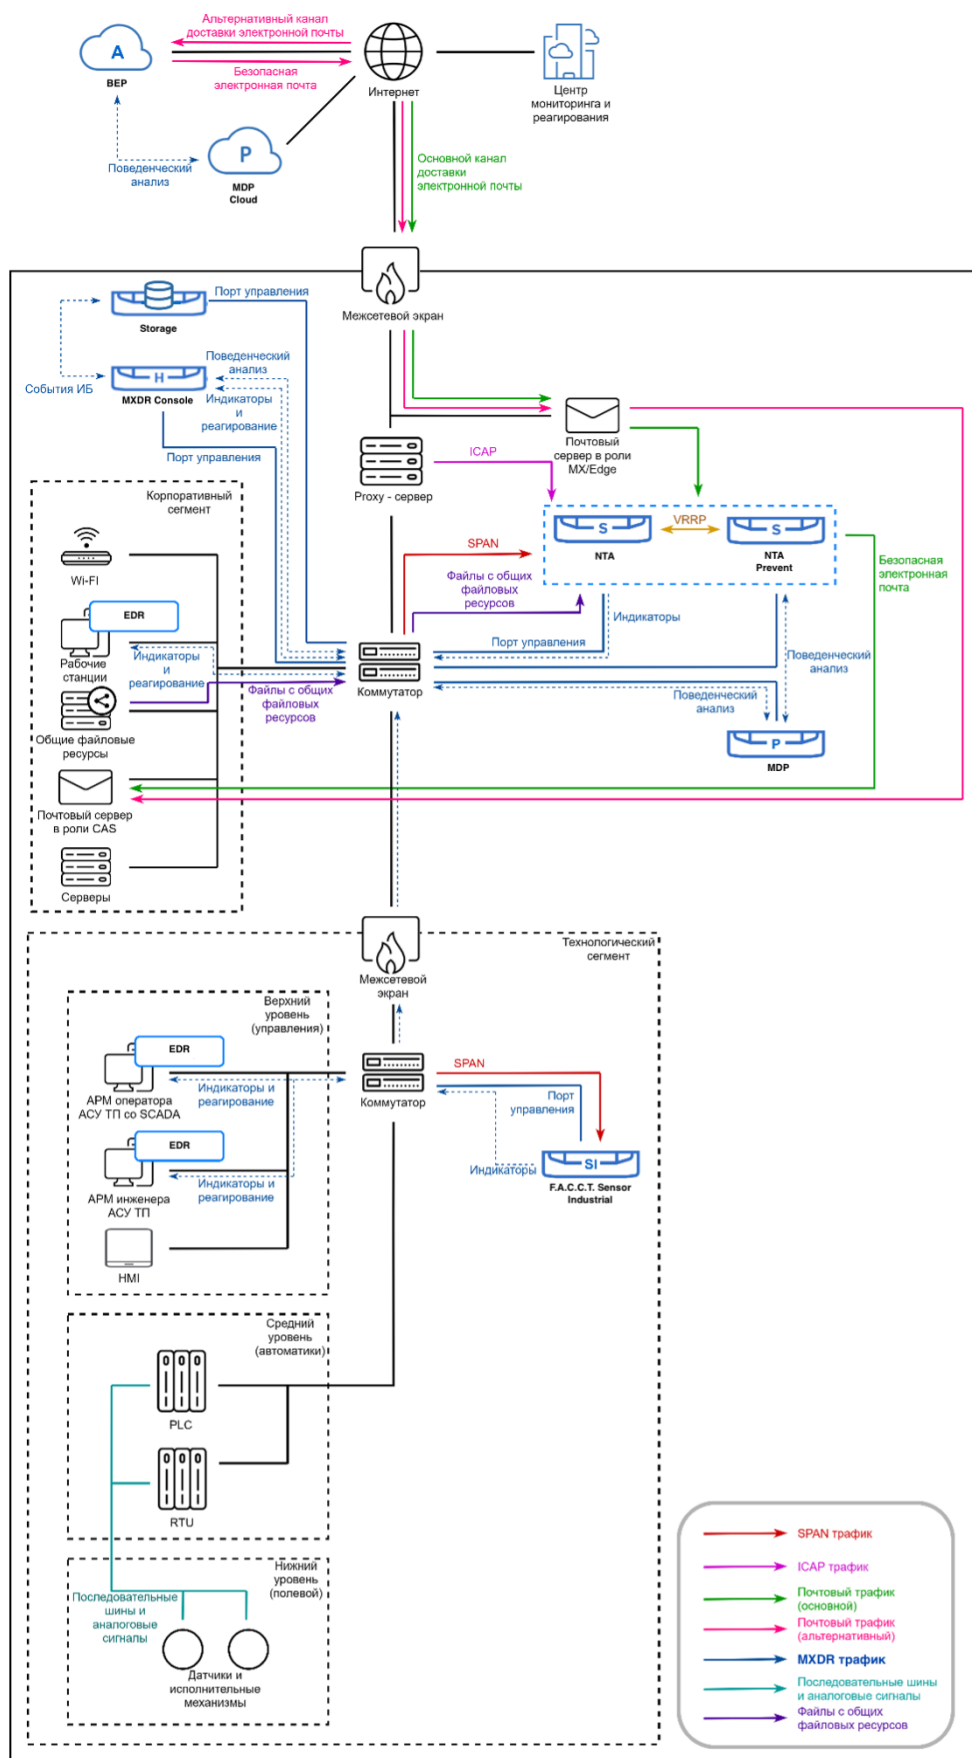 Альтернативный канал
доставки электронной почты
A
BEP
Безопасная
электронная почта
Интернет
Центр
мониторинга и
реагирования
Поведенческий
анализ
P
MDP
Cloud
Основной канал
доставки
электронной почты
Межсетевой экран
Порт управления
Storage
События ИБ
H
MXDR Console
Поведенческий
анализ
Индикаторы
и
реагирование
Порт управления
Почтовый
сервер в роли
MX/Edge
ICAP
Proxy - сервер
Корпоративный
сегмент
Wi-FI
EDR
Рабочие
станции
Индикаторы
и
реагирование
Общие файловые
ресурсы
Файлы с общих
файловых
ресурсов
Почтовый сервер
в роли CAS
Серверы
SPAN
S
NTA
VRRP
S
NTA
Prevent
Файлы с общих
файловых
ресурсов
Индикаторы
Порт управления
Коммутатор
Поведенческий
анализ
Поведенческий
анализ
P
MDP
Безопасная
электронная
почта
Технологический
сегмент
Межсетевой
экран
Верхний
уровень
(управления)
EDR
АРМ оператора
АСУ ТП со SCADA
Индикаторы и
реагирование
EDR
АРМ инженера
АСУ ТП
Индикаторы и
реагирование
HMI
Коммутатор
SPAN
Порт
управления
Индикаторы
SI
F.A.C.C.T. Sensor
Industrial
Средний
уровень
(автоматики)
PLC
RTU
Нижний
уровень
(полевой)
Последовательные
шины и
аналоговые
сигналы
Датчики и
исполнительные
механизмы
SPAN трафик
ICAP трафик
Почтовый трафик
(основной)
Почтовый трафик
(альтернативный)
MXDR трафик
Последовательные шины
и аналоговые сигналы
Файлы с общих
файловых ресурсов